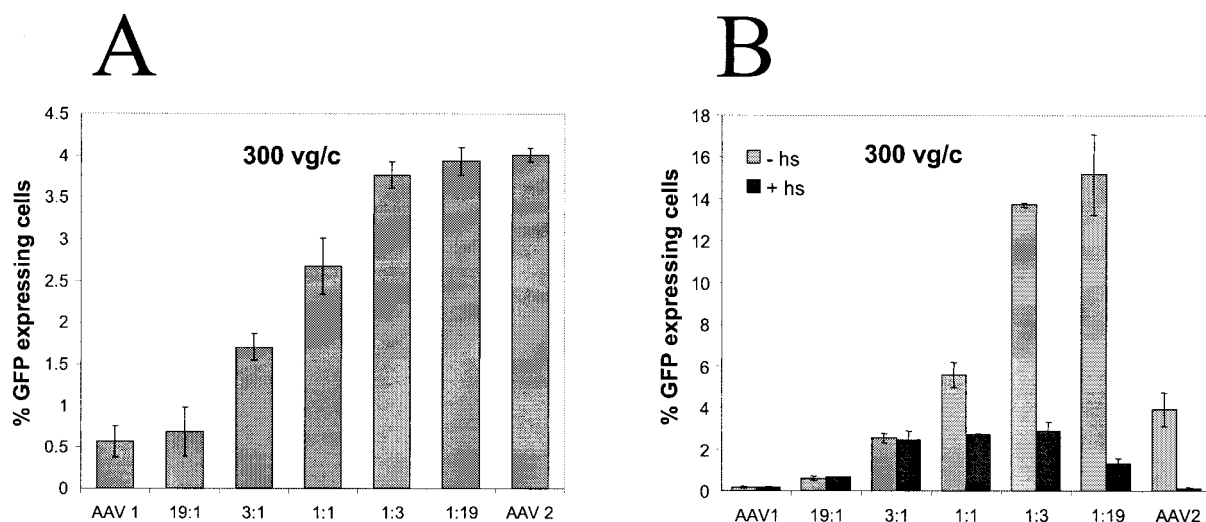 A
% GFP expressing cells
4.5
4
3.5
3
2.5
2
1.5
1
0.5
0
300 vg/c
AAV 1 19:1 3:1 1:1 1:3 1:19 AAV 2
B
% GFP expressing cells
18
16
14
12
10
8
6
4
2
0
- hs
+ hs
300 vg/c
AAV1 19:1 3:1 1:1 1:3 1:19 AAV2